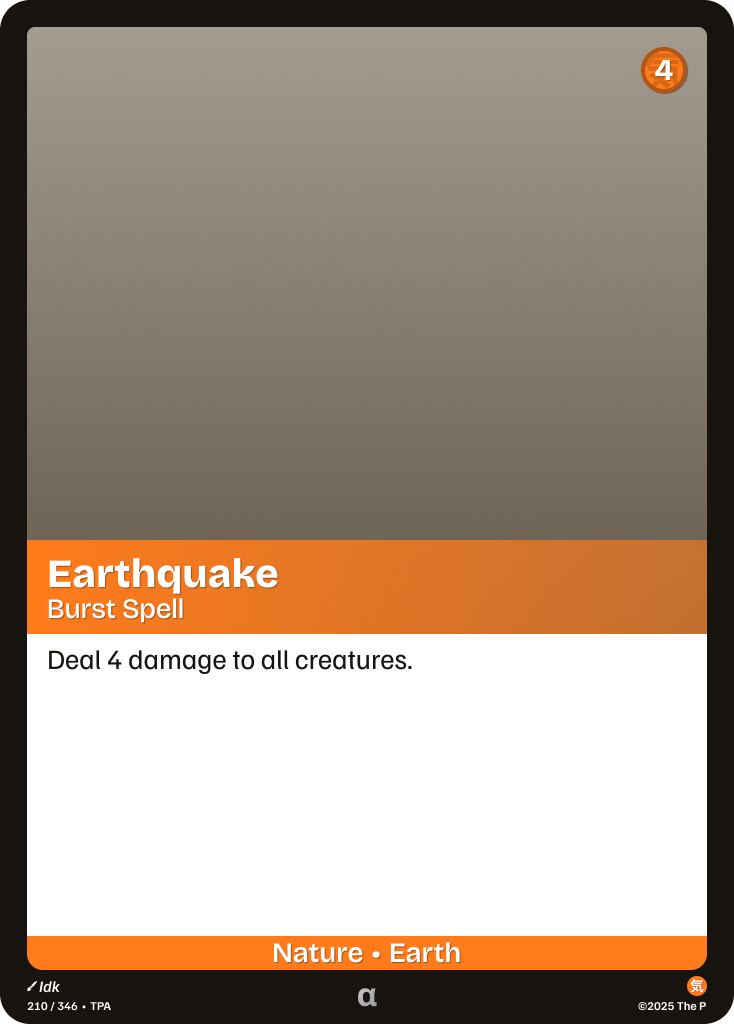 4
Earthquake
Burst Spell
Deal 4 damage to all creatures.
Nature • Earth
Idk
210 / 346 • TPA
α
気
©2025 The P